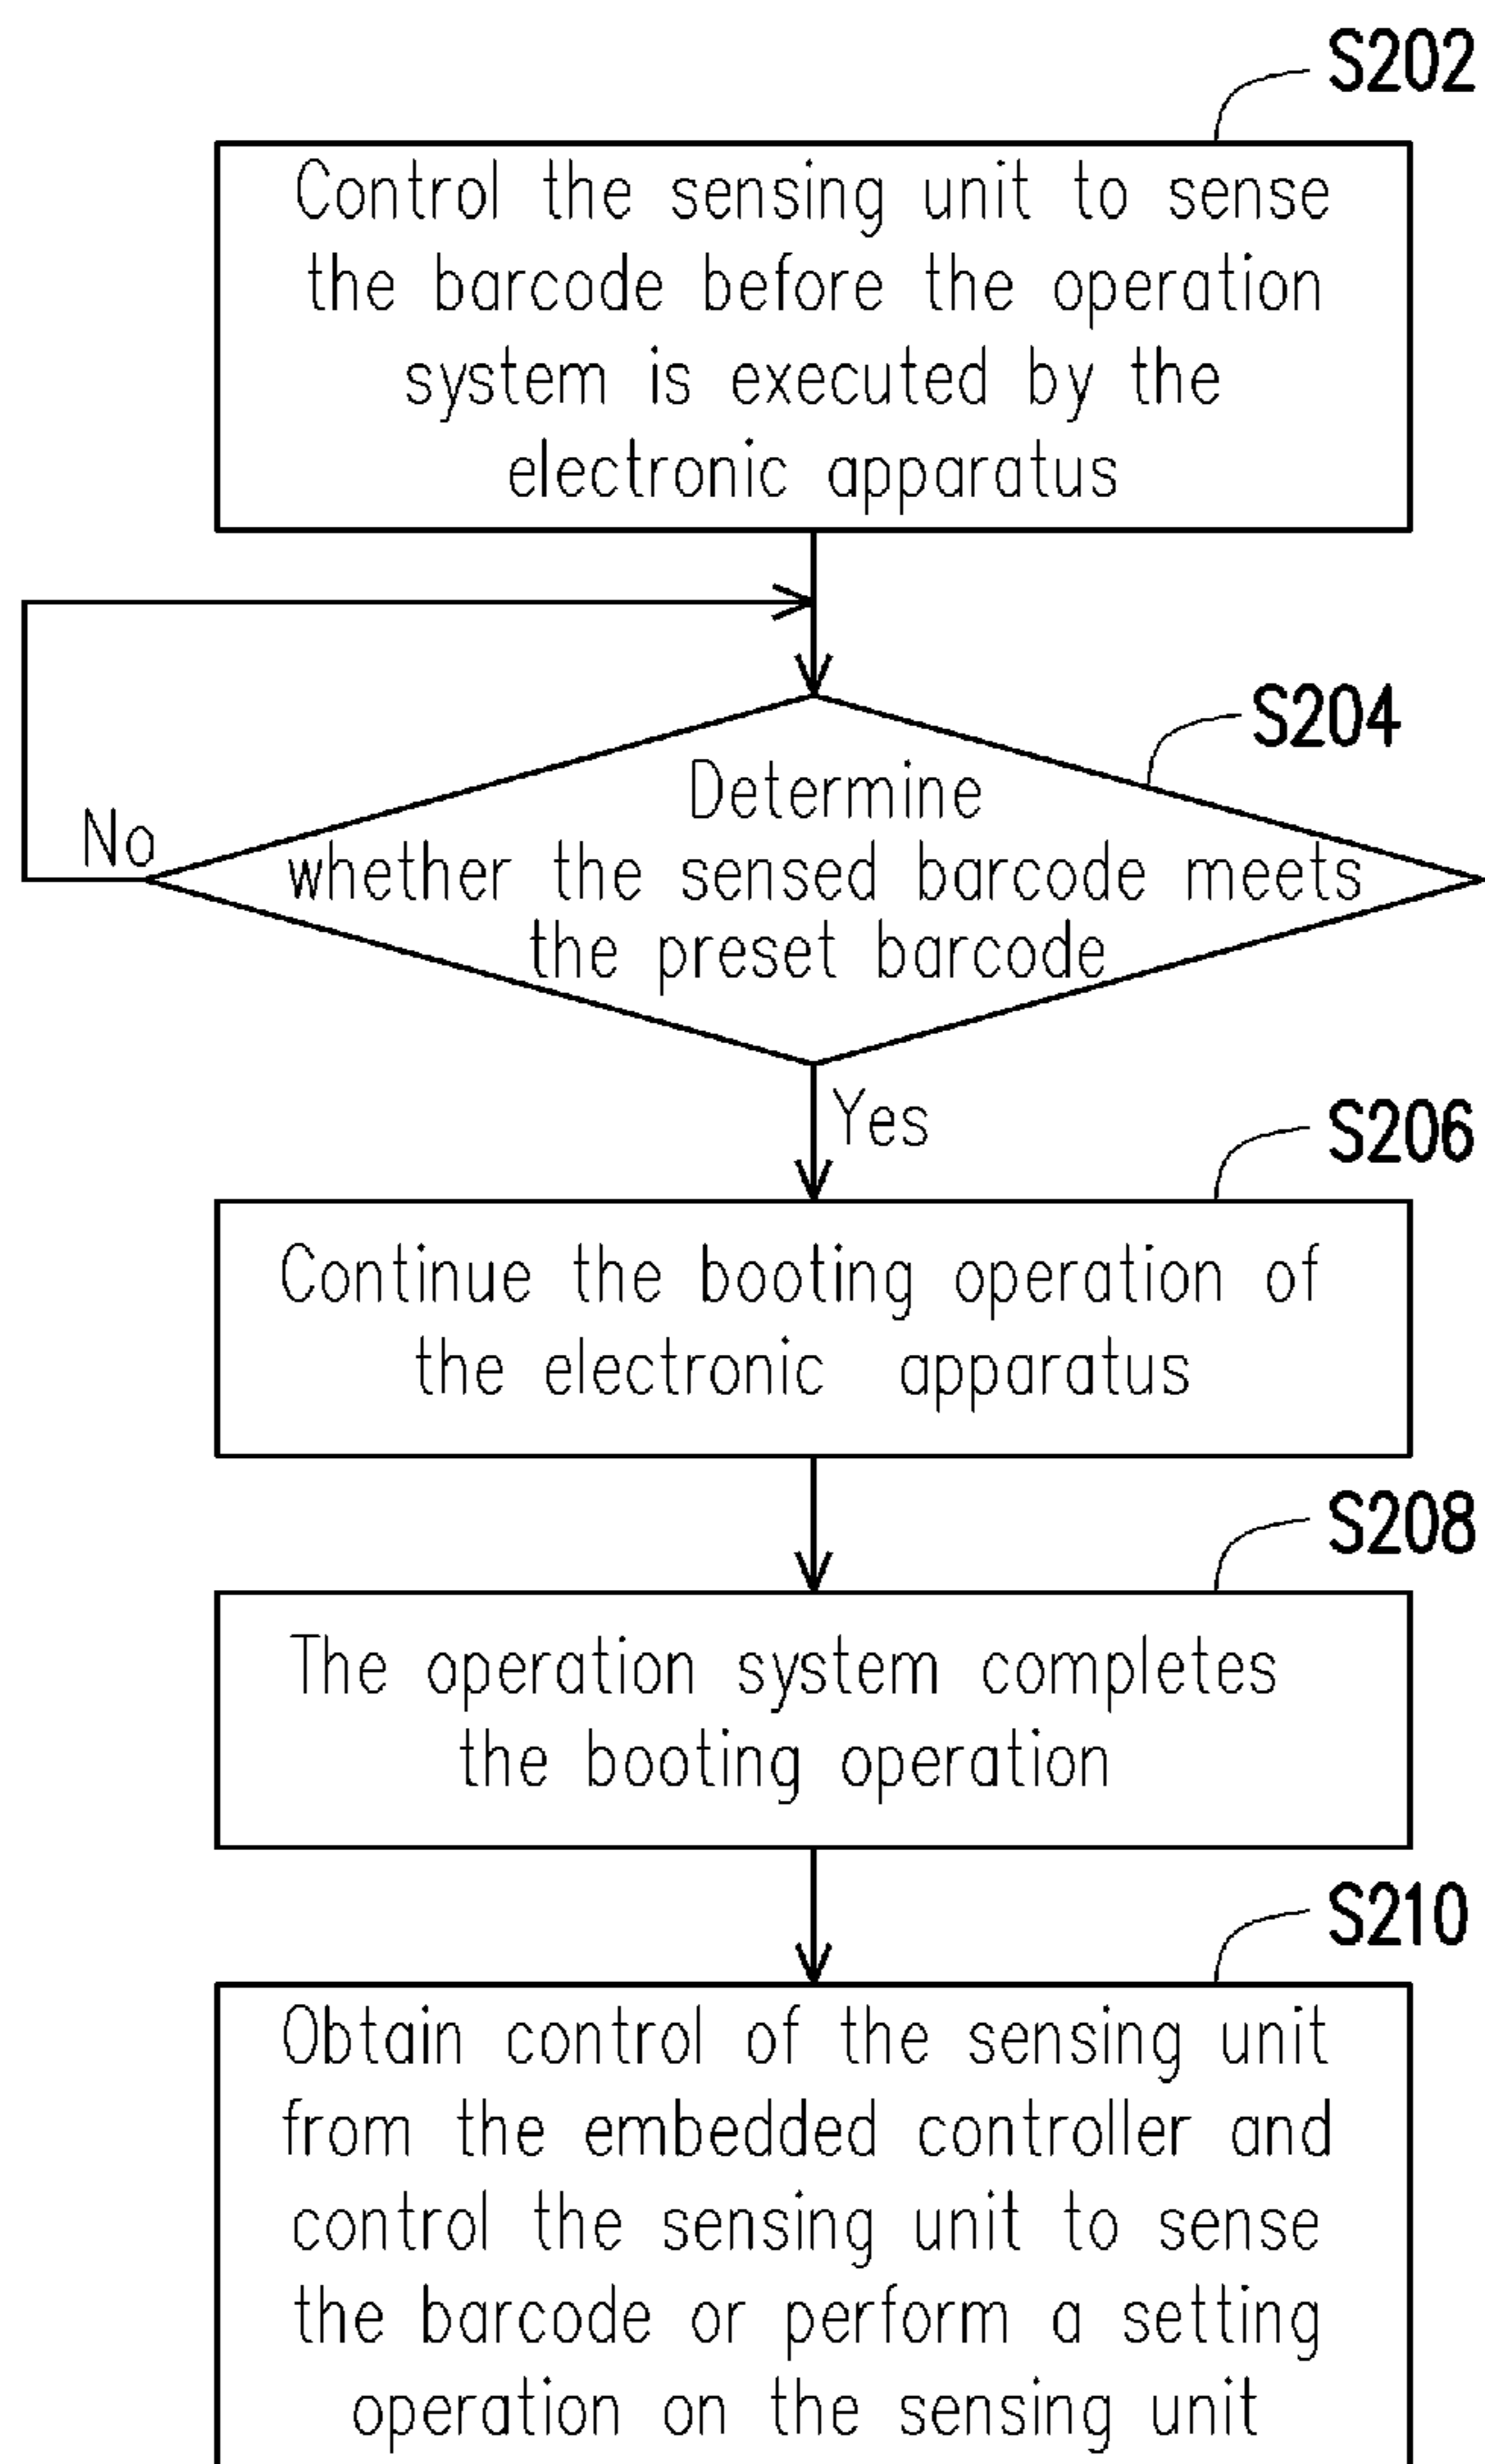 S202
Control the sensing unit to sense
the barcode before the operation
system is executed by the
electronic apparatus
S204
Determine
whether the sensed barcode meets
the preset barcode
No
Yes
S206
Continue the booting operation of
the electronic apparatus
S208
The operation system completes
the booting operation
S210
Obtain control of the sensing unit
from the embedded controller and
control the sensing unit to sense
the barcode or perform a setting
operation on the sensing unit